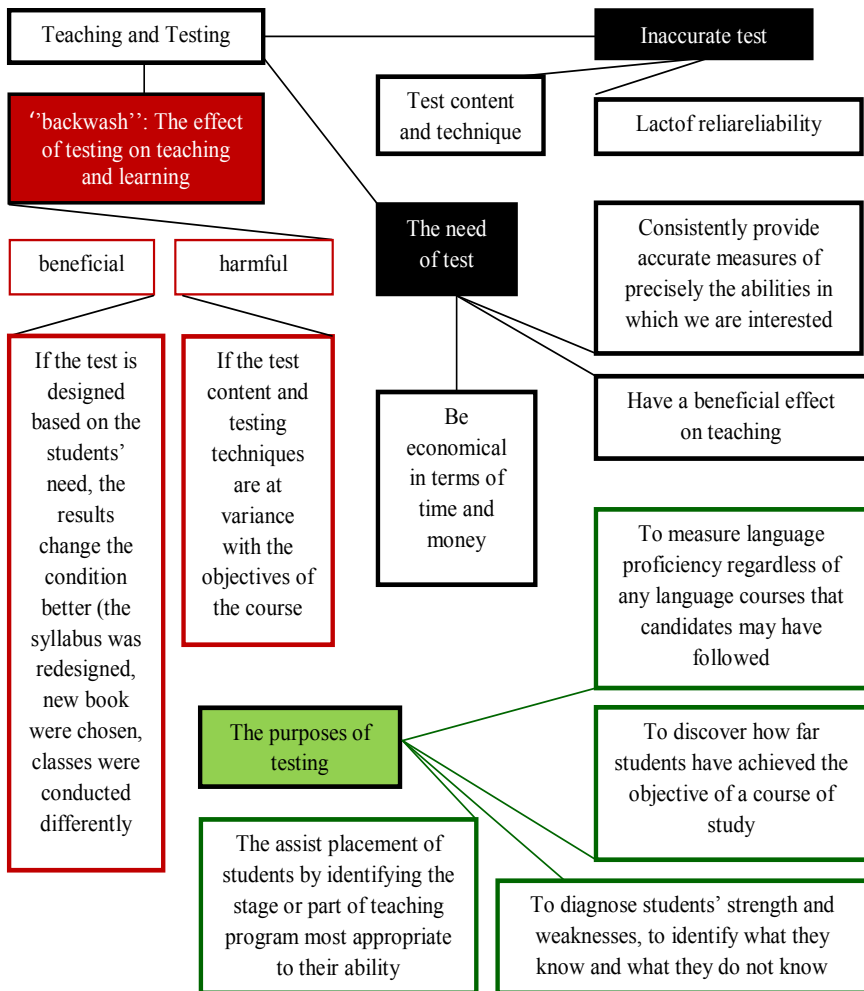 Teaching and Testing
Inaccurate test
Test content
and technique
Lactof reliareliability
‘’backwash’’: The effect
of testing on teaching
and learning
The need
of test
Consistently provide
accurate measures of
precisely the abilities in
which we are interested
beneficial
harmful
If the test is
designed
based on the
students’
need, the
results
change the
condition
better (the
syllabus was
redesigned,
new book
were chosen,
classes were
conducted
differently
If the test
content and
testing
techniques
are at
variance
with the
objectives of
the course
Be
economical
in terms of
time and
money
Have a beneficial effect
on teaching
To measure language
proficiency regardless of
any language courses that
candidates may have
followed
The purposes of
testing
To discover how far
students have achieved the
objective of a course of
study
The assist placement of
students by identifying the
stage or part of teaching
program most appropriate
to their ability
To diagnose students’ strength and
weaknesses, to identify what they
know and what they do not know